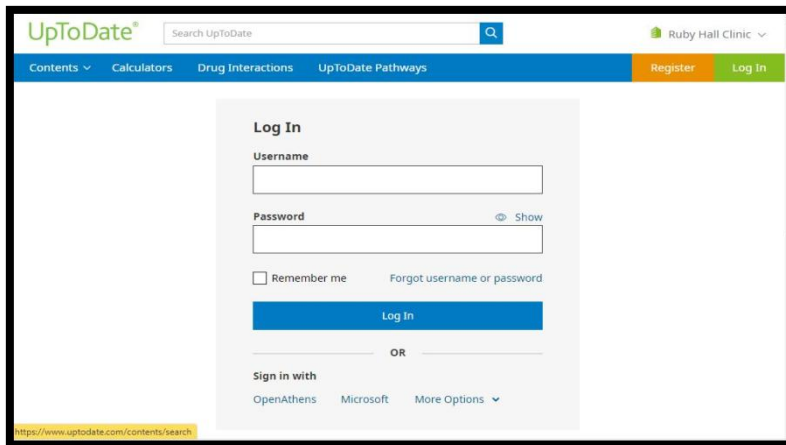 UpToDate®
Search UpToDate
Ruby Hall Clinic
Contents Calculators Drug Interactions UpToDate Pathways Register Log In
Log In
Username
Password Show
Remember me Forgot username or password
Log In
OR
Sign in with
OpenAthens Microsoft More Options
https://www.uptodate.com/contents/search